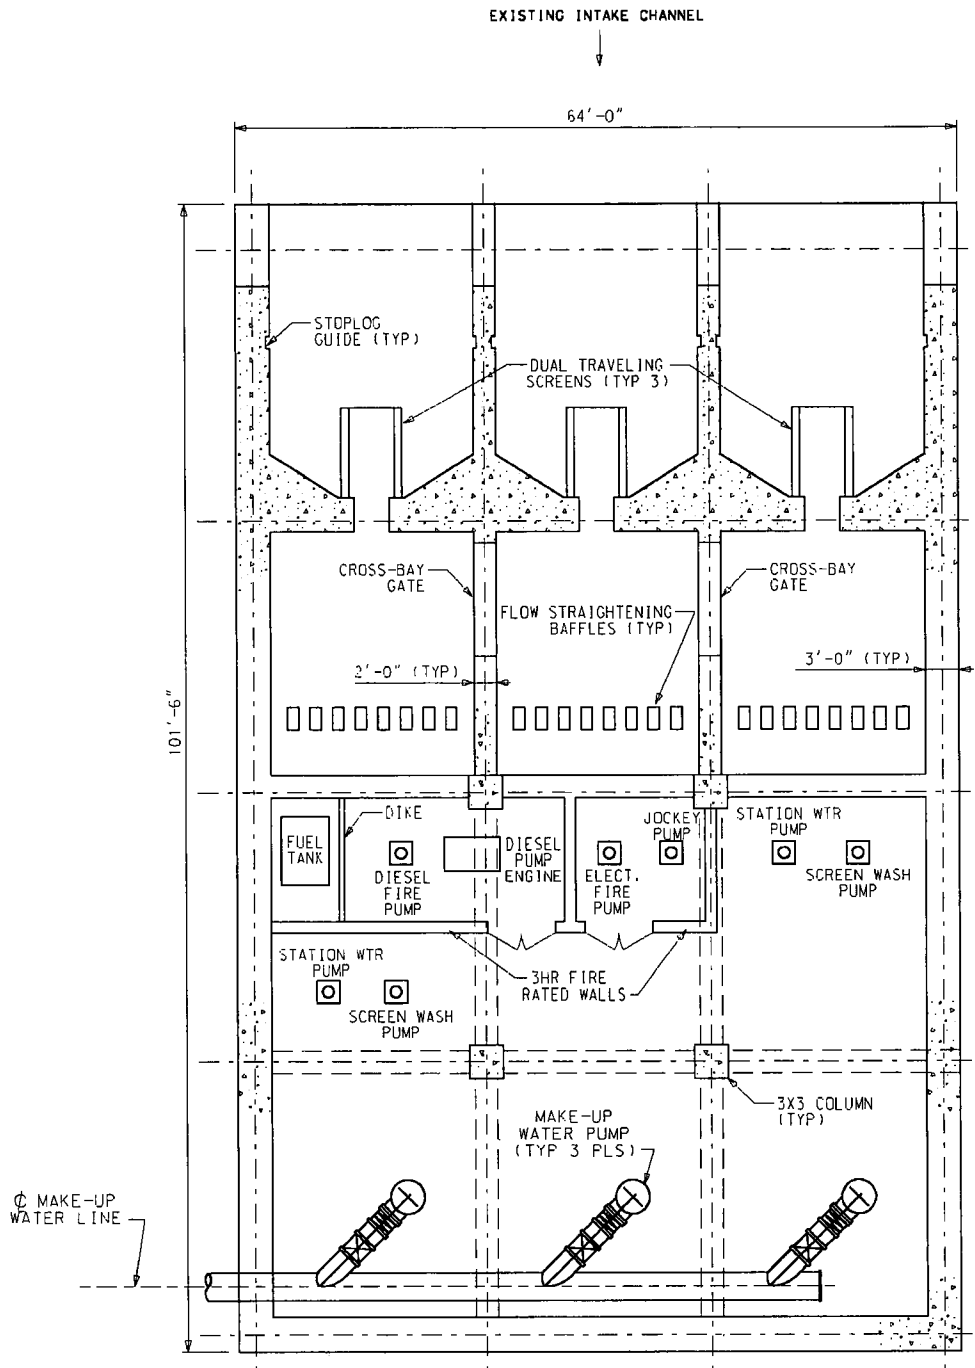 EXISTING INTAKE CHANNEL
64'-0"
STOPLOG
GUIDE (TYP)
DUAL TRAVELING
SCREENS (TYP 3)
CROSS-BAY
GATE
CROSS-BAY
GATE
FLOW STRAIGHTENING
BAFFLES (TYP)
2'-0" (TYP)
3'-0" (TYP)
101'-6"
FUEL
TANK
DIKE
DIESEL
FIRE
PUMP
DIESEL
PUMP
ENGINE
ELECT.
FIRE
PUMP
JOCKEY
PUMP
STATION WTR
PUMP
SCREEN WASH
PUMP
STATION WTR
PUMP
SCREEN WASH
PUMP
3HR FIRE
RATED WALLS
3X3 COLUMN
(TYP)
MAKE-UP
WATER PUMP
(TYP 3 PLS)
℄ MAKE-UP
WATER LINE